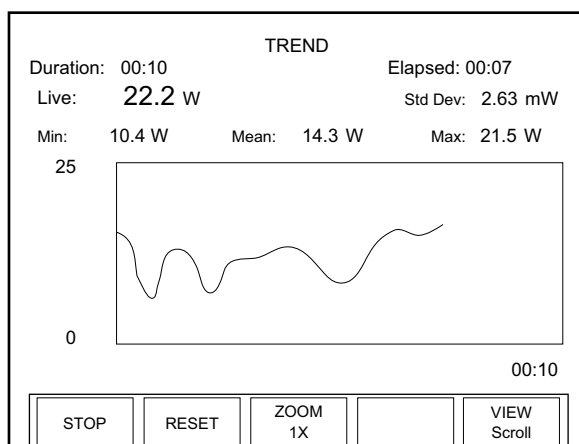 TREND
Duration: 00:10 Elapsed: 00:07
Live: 22.2 W Std Dev: 2.63 mW
Min: 10.4 W Mean: 14.3 W Max: 21.5 W
25
0
00:10
STOP
RESET
ZOOM
1X
VIEW
Scroll